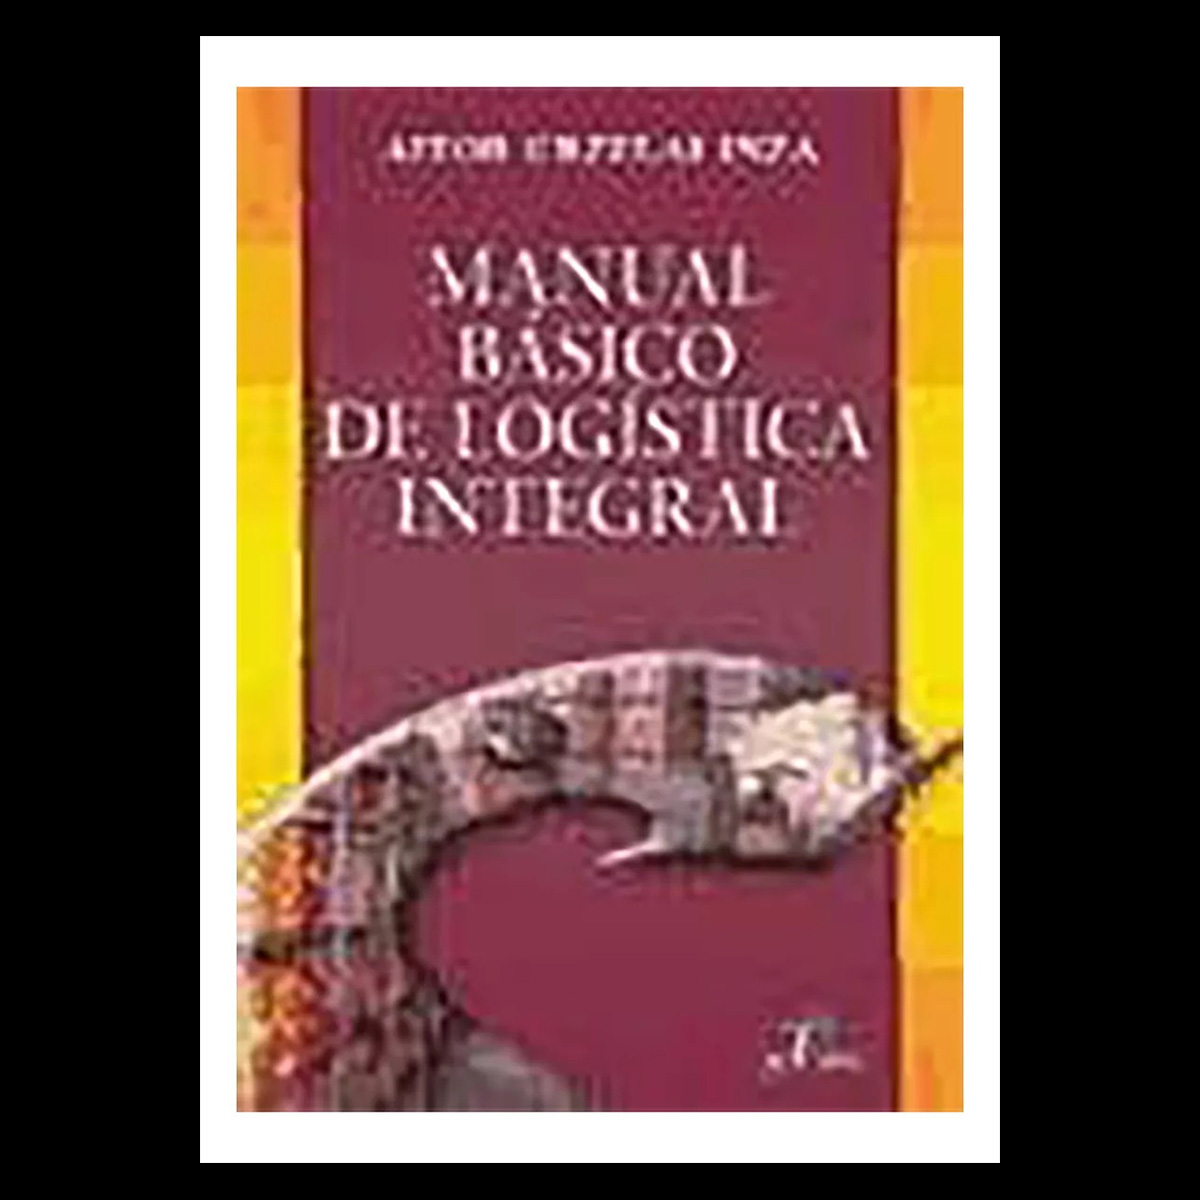 AITOR URZELAI INZA
MANUAL
BÁSICO
DE LOGÍSTICA
INTEGRAL